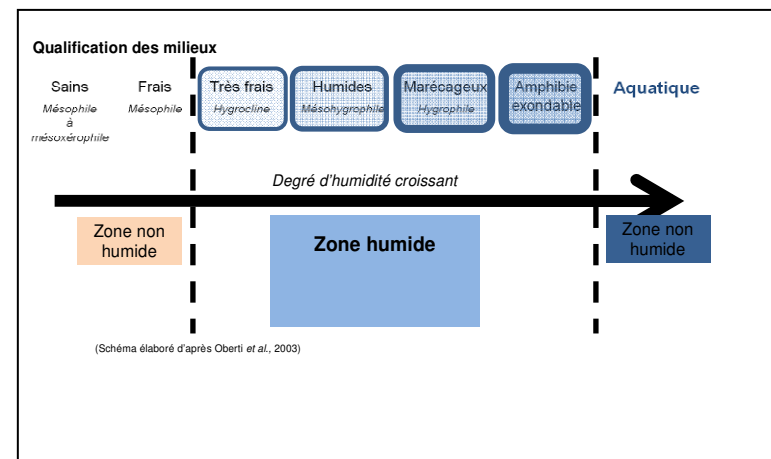 Qualification des milieux
Sains
Mésophile
à
mésoxérophile
Frais
Mésophile
Très frais
Hygrocline
Humides
Mésohygrophile
Marécageux
Hygrophile
Amphibie
exondable
Aquatique
Degré d'humidité croissant
Zone non
humide
Zone humide
Zone non
humide
(Schéma élaboré d'après Oberti et al., 2003)